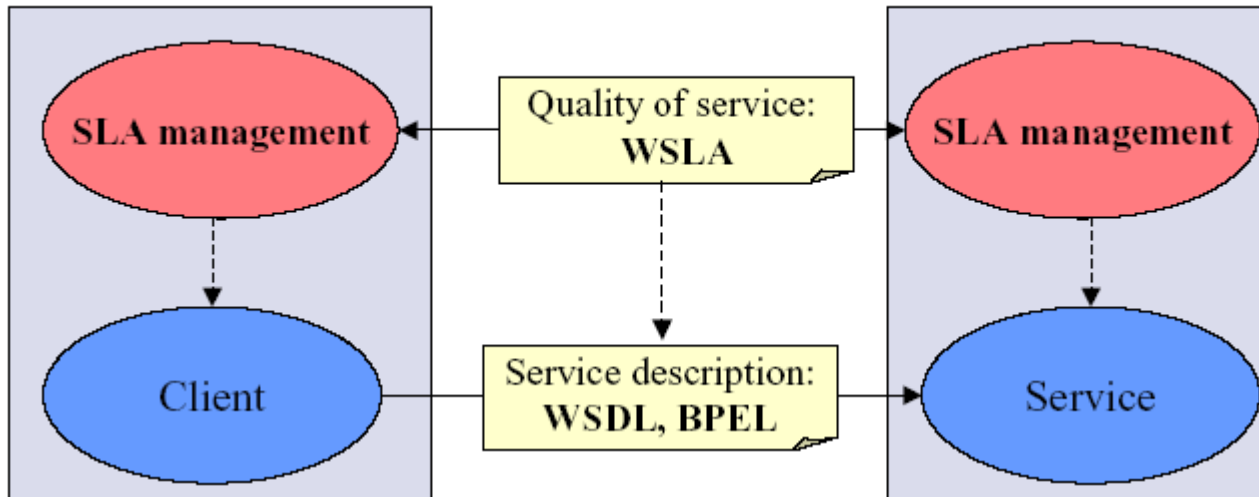 SLA management
Quality of service:
WSLA
SLA management
Client
Service description:
WSDL, BPEL
Service